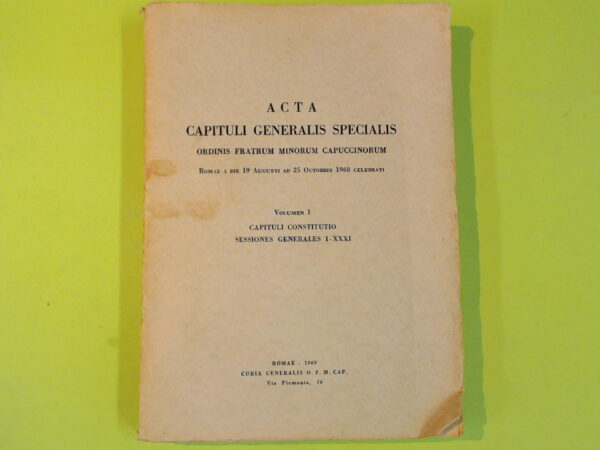 ACTA
CAPITULI GENERALIS SPECIALIS
ORDINIS FRATRUM MINORUM CAPUCCINORUM
Romae a die 19 Augusti ad 25 Octobris 1968 celebrati
Volumen I
CAPITULI CONSTITUTIO
SESSIONES GENERALES I-XXXI
ROMAE - 1969
CURIA GENERALIS O. F. M. CAP.
Via Piemonte, 70